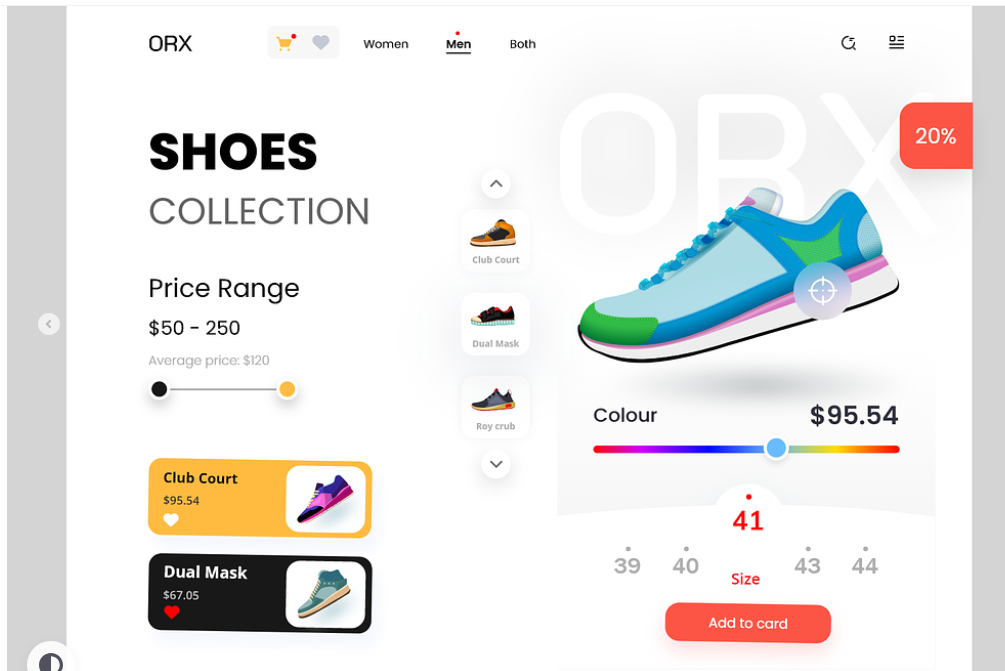 ORX
Women
Men
Both
ORX
20%
SHOES
COLLECTION
Price Range
$50 - 250
Average price: $120
Club Court
Dual Mask
Roy crub
Club Court
$95.54
Dual Mask
$67.05
Colour
$95.54
41
39
40
43
44
Size
Add to card